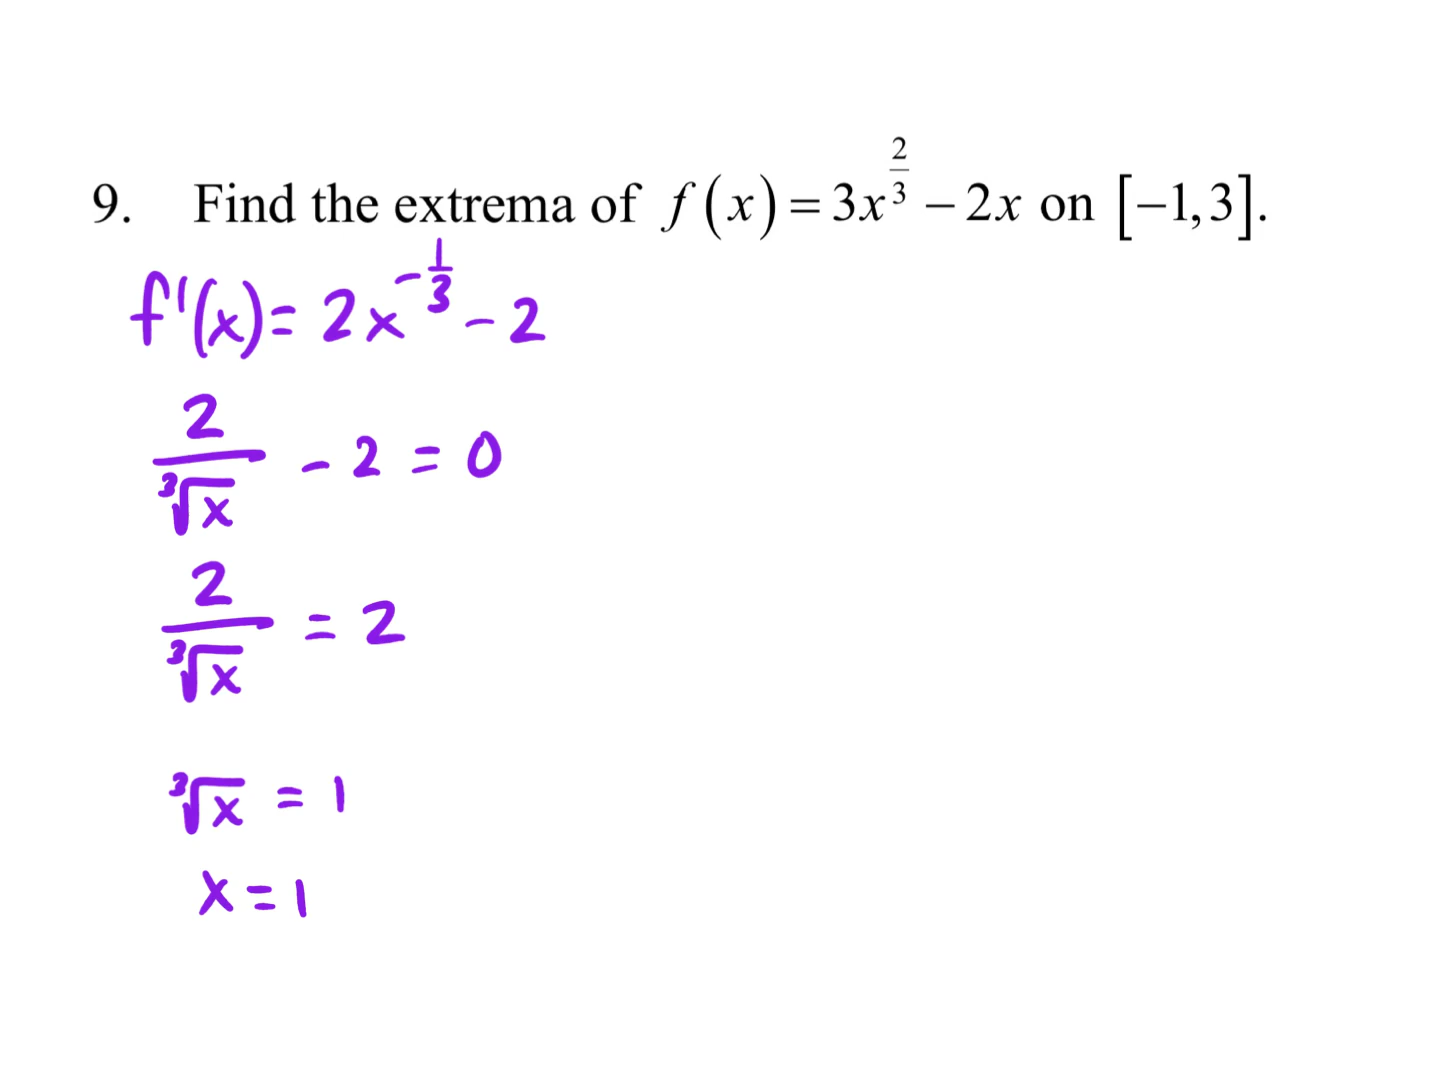 9. Find the extrema of f(x) = 3x^{2/3} − 2x on [−1,3].
f'(x) = 2x^{-1/3} - 2
2/∛x - 2 = 0
2/∛x = 2
∛x = 1
x = 1